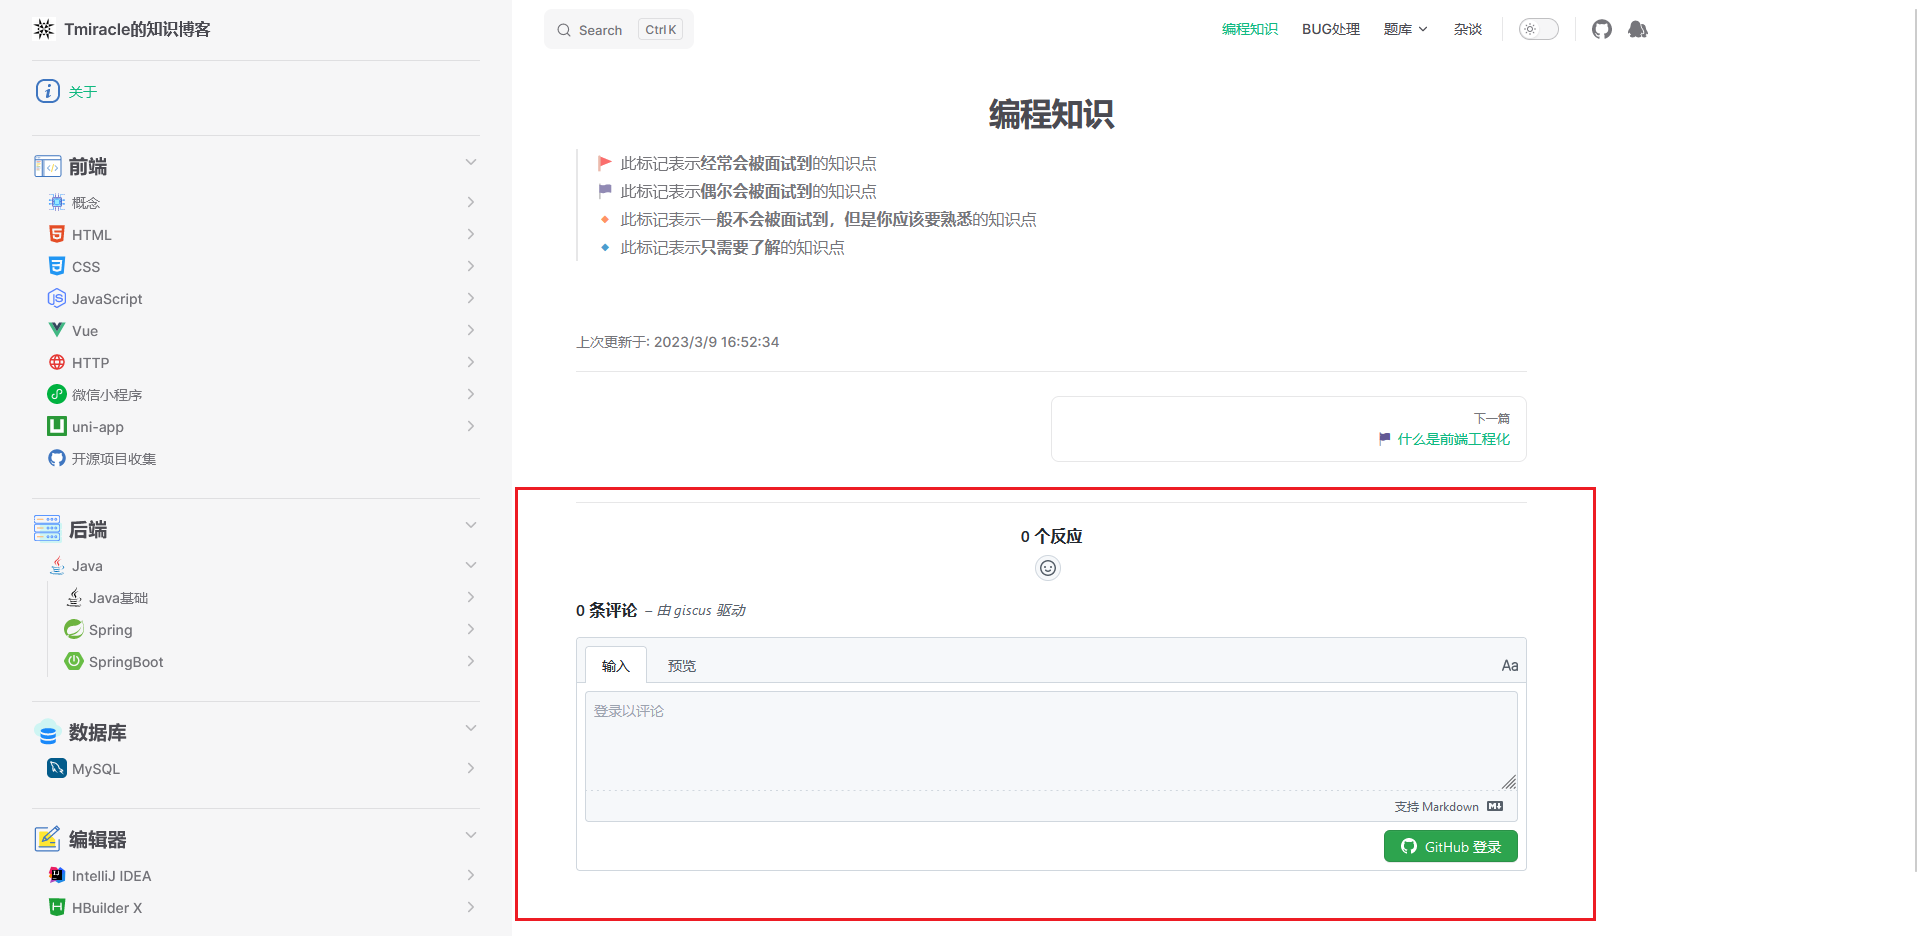 Tmiracle的知识博客
Search Ctrl K
编程知识 BUG处理 题库 杂谈
关于
前端
概念
HTML
CSS
JavaScript
Vue
HTTP
微信小程序
uni-app
开源项目收集
后端
Java
Java基础
Spring
SpringBoot
数据库
MySQL
编辑器
IntelliJ IDEA
HBuilder X
编程知识
此标记表示经常会被面试到的知识点
此标记表示偶尔会被面试到的知识点
此标记表示一般不会被面试到，但是你应该要熟悉的知识点
此标记表示只需要了解的知识点
上次更新于: 2023/3/9 16:52:34
下一篇
什么是前端工程化
0 个反应
0 条评论 – 由 giscus 驱动
输入 预览 Aa
登录以评论
支持 Markdown
GitHub 登录